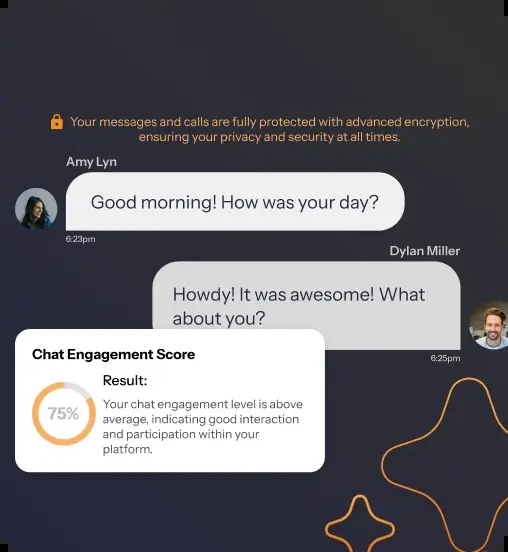 Your messages and calls are fully protected with advanced encryption,
ensuring your privacy and security at all times.
Amy Lyn
Good morning! How was your day?
6:23pm
Dylan Miller
Howdy! It was awesome! What
about you?
6:25pm
Chat Engagement Score
Result:
75%
Your chat engagement level is above
average, indicating good interaction
and participation within your
platform.